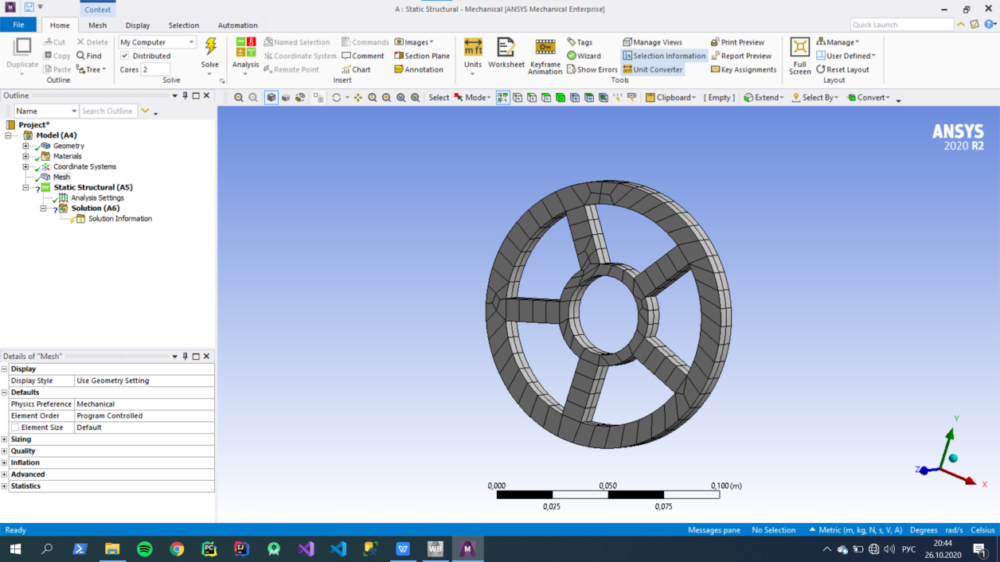 A : Static Structural - Mechanical [ANSYS Mechanical Enterprise]
Context
File Home Mesh Display Selection Automation
Quick Launch
Duplicate
Cut
Copy
Paste
Delete
Find
Tree
Outline
My Computer
Distributed
Cores 2
Solve
Solve
Analysis
Named Selection
Coordinate System
Remote Point
Commands
Comment
Chart
Images
Section Plane
Annotation
Insert
Units
Worksheet
Keyframe
Animation
Tags
Wizard
Show Errors
Manage Views
Selection Information
Unit Converter
Print Preview
Report Preview
Key Assignments
Tools
Full
Screen
Manage
User Defined
Reset Layout
Layout
Outline
Name Search Outline
Select Mode Clipboard [ Empty ] Extend Select By Convert
Project*
Model (A4)
Geometry
Materials
Coordinate Systems
Mesh
Static Structural (A5)
Analysis Settings
Solution (A6)
Solution Information
ANSYS
2020 R2
Details of "Mesh"
Display
Display Style Use Geometry Setting
Defaults
Physics Preference Mechanical
Element Order Program Controlled
Element Size Default
Sizing
Quality
Inflation
Advanced
Statistics
0,000 0,050 0,100 (m)
0,025 0,075
Y
Z
X
Ready Messages pane No Selection Metric (m, kg, N, s, V, A) Degrees rad/s Celsius
РУС
20:44
26.10.2020
1